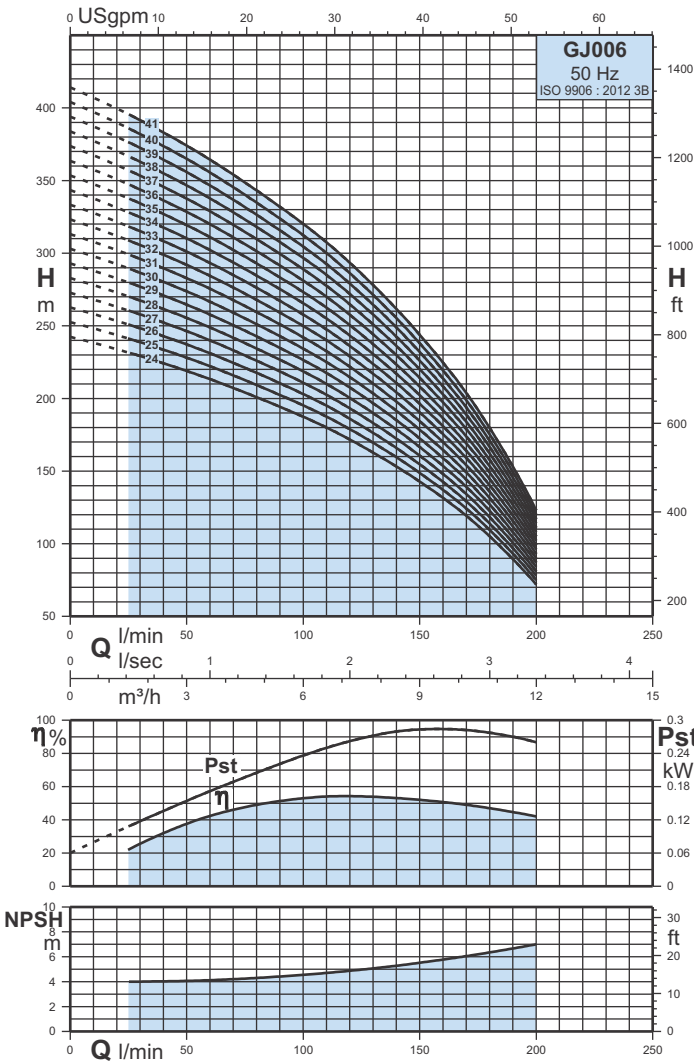 0 USgpm 10 20 30 40 50 60
GJ006
50 Hz
ISO 9906 : 2012 3B
400
350
300
H
m
250
200
150
100
50
1400
1200
1000
H
ft
800
600
400
200
41
40
39
38
37
36
35
34
33
32
31
30
29
28
27
26
25
24
0 50 100 150 200 250
Q l/min
0 l/sec 1 2 3 4
0 m³/h 3 6 9 12 15
100
η%
80
60
40
20
0
Pst
η
0.3
Pst
0.24
kW
0.18
0.12
0.06
0
10
NPSH
8
m
6
4
2
0
30
ft
20
10
0
0 Q l/min 50 100 150 200 250